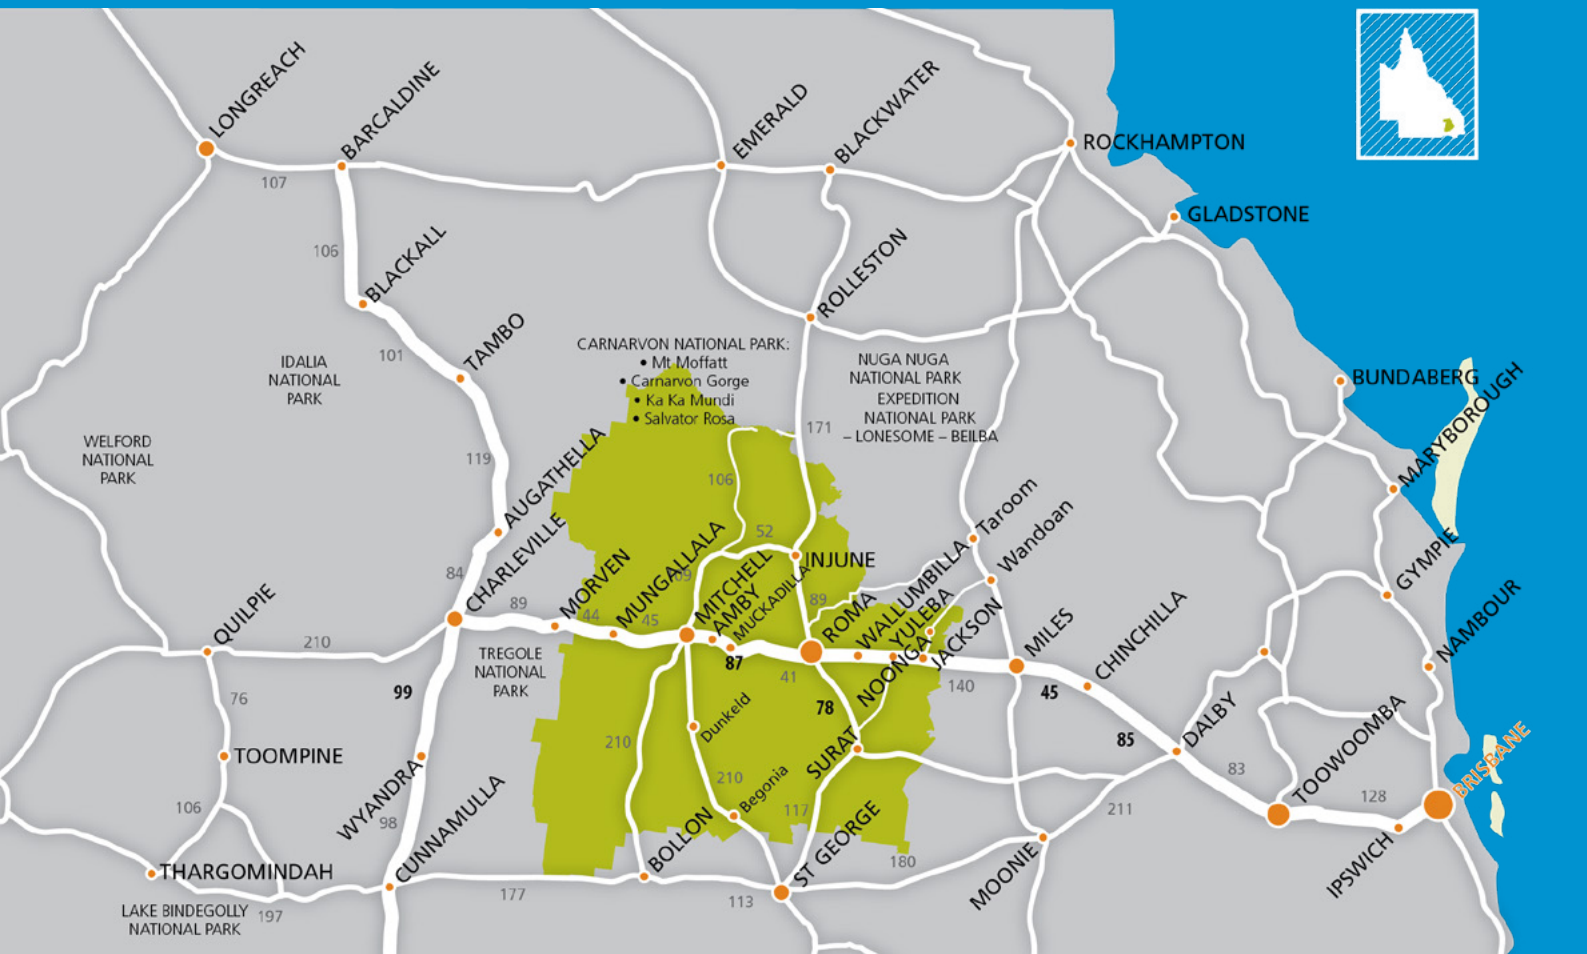 LONGREACH
BARCALDINE
EMERALD
BLACKWATER
ROCKHAMPTON
107
GLADSTONE
106
BLACKALL
ROLLESTON
TAMBO
101
CARNARVON NATIONAL PARK:
• Mt Moffatt
• Carnarvon Gorge
• Ka Ka Mundi
• Salvator Rosa
IDALIA
NATIONAL
PARK
NUGA NUGA
NATIONAL PARK
EXPEDITION
NATIONAL PARK
– LONESOME – BEILBA
BUNDABERG
MARYBOROUGH
WELFORD
NATIONAL
PARK
171
119
106
AUGATHELLA
Taroom
52
Wandoan
CHARLEVILLE
MORVEN
MUNGALLALA
MITCHELL
INJUNE
GYMPIE
84
69
AMBY
MUCKADILLA
89
89
ROMA
WALLUMBILLA
YULEBA
NOONGA
JACKSON
MILES
CHINCHILLA
NAMBOUR
QUILPIE
44
45
210
TREGOLE
NATIONAL
PARK
87
41
140
45
99
76
78
Dunkeld
210
SURAT
85
DALBY
TOOMPINE
WYANDRA
210
Begonia
83
TOOWOOMBA
BRISBANE
106
98
CUNNAMULLA
117
211
128
BOLLON
ST GEORGE
180
MOONIE
IPSWICH
THARGOMINDAH
177
113
LAKE BINDEGOLLY
NATIONAL PARK
197